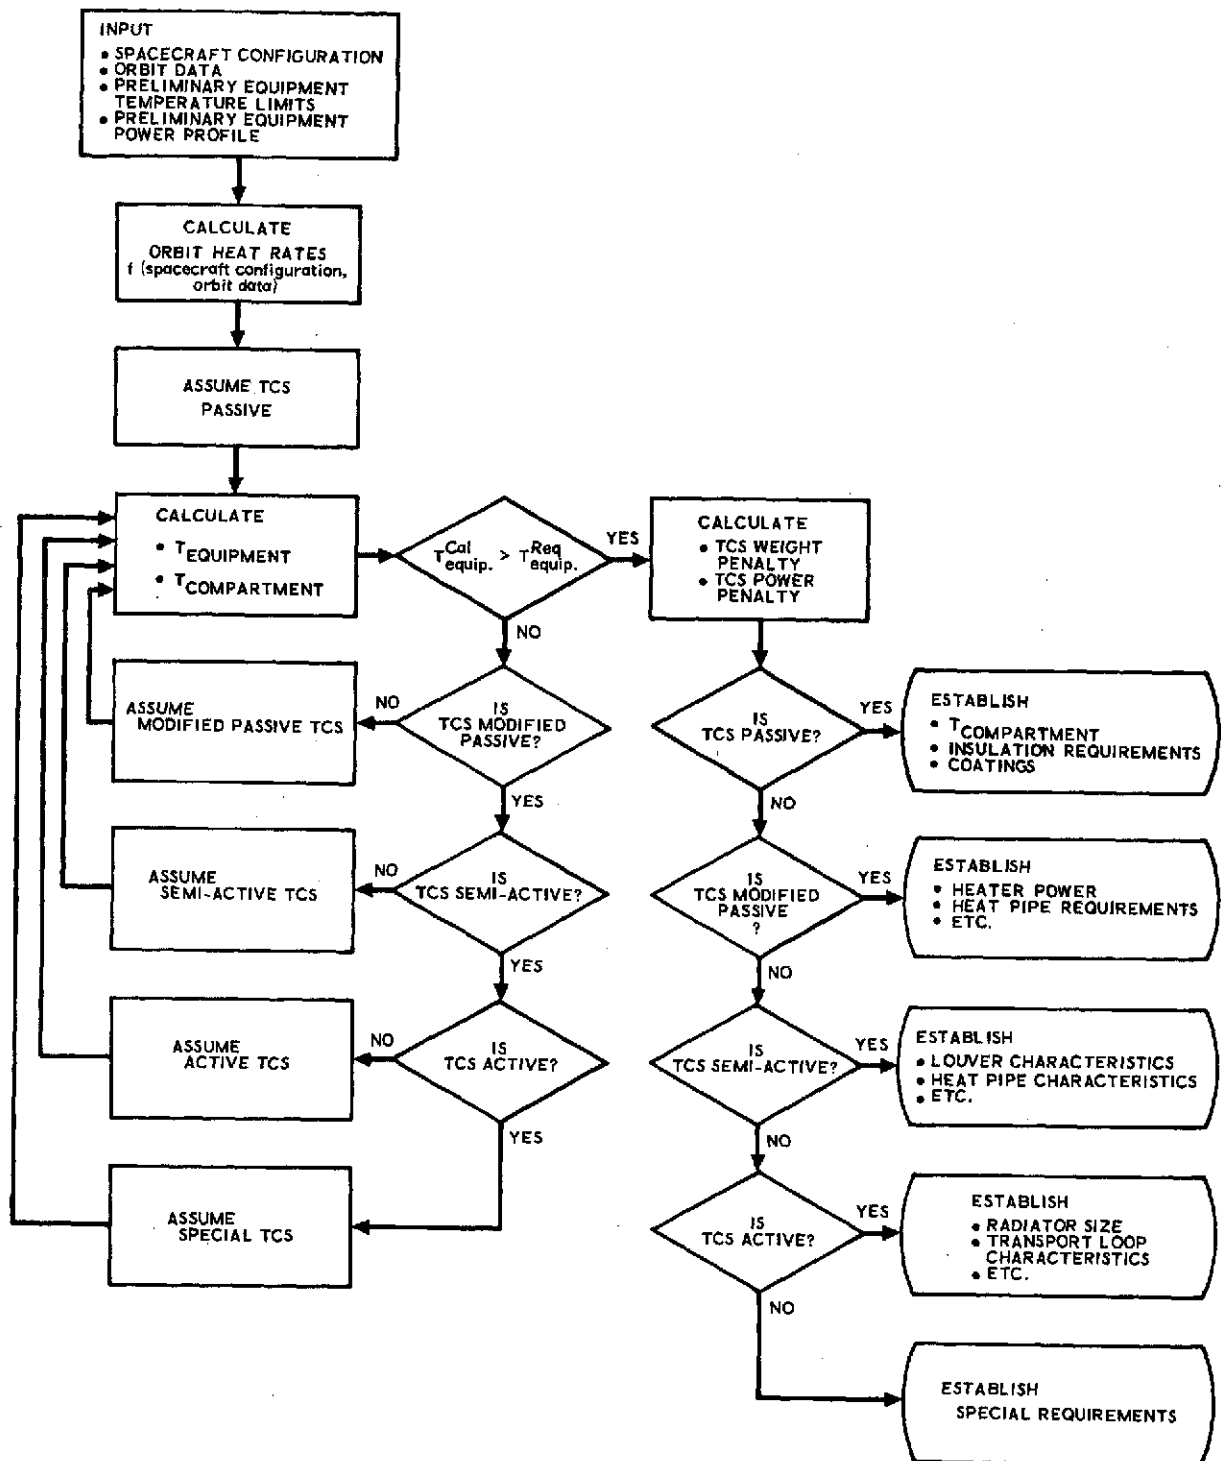 INPUT
• SPACECRAFT CONFIGURATION
• ORBIT DATA
• PRELIMINARY EQUIPMENT
TEMPERATURE LIMITS
• PRELIMINARY EQUIPMENT
POWER PROFILE
CALCULATE
ORBIT HEAT RATES
f (spacecraft configuration,
orbit data)
ASSUME TCS
PASSIVE
CALCULATE
• T EQUIPMENT
• T COMPARTMENT
T Cal equip. > T Req equip.
YES
CALCULATE
• TCS WEIGHT
PENALTY
• TCS POWER
PENALTY
NO
ASSUME
MODIFIED PASSIVE TCS
NO
IS
TCS MODIFIED
PASSIVE?
YES
ASSUME
SEMI-ACTIVE TCS
NO
IS
TCS SEMI-ACTIVE?
YES
ASSUME
ACTIVE TCS
NO
IS
TCS ACTIVE?
YES
ASSUME
SPECIAL TCS
IS
TCS PASSIVE?
YES
ESTABLISH
• T COMPARTMENT
• INSULATION REQUIREMENTS
• COATINGS
NO
IS
TCS MODIFIED
PASSIVE
?
YES
ESTABLISH
• HEATER POWER
• HEAT PIPE REQUIREMENTS
• ETC.
NO
IS
TCS SEMI-ACTIVE?
YES
ESTABLISH
• LOUVER CHARACTERISTICS
• HEAT PIPE CHARACTERISTICS
• ETC.
NO
IS
TCS ACTIVE?
YES
ESTABLISH
• RADIATOR SIZE
• TRANSPORT LOOP
CHARACTERISTICS
• ETC.
NO
ESTABLISH
SPECIAL REQUIREMENTS